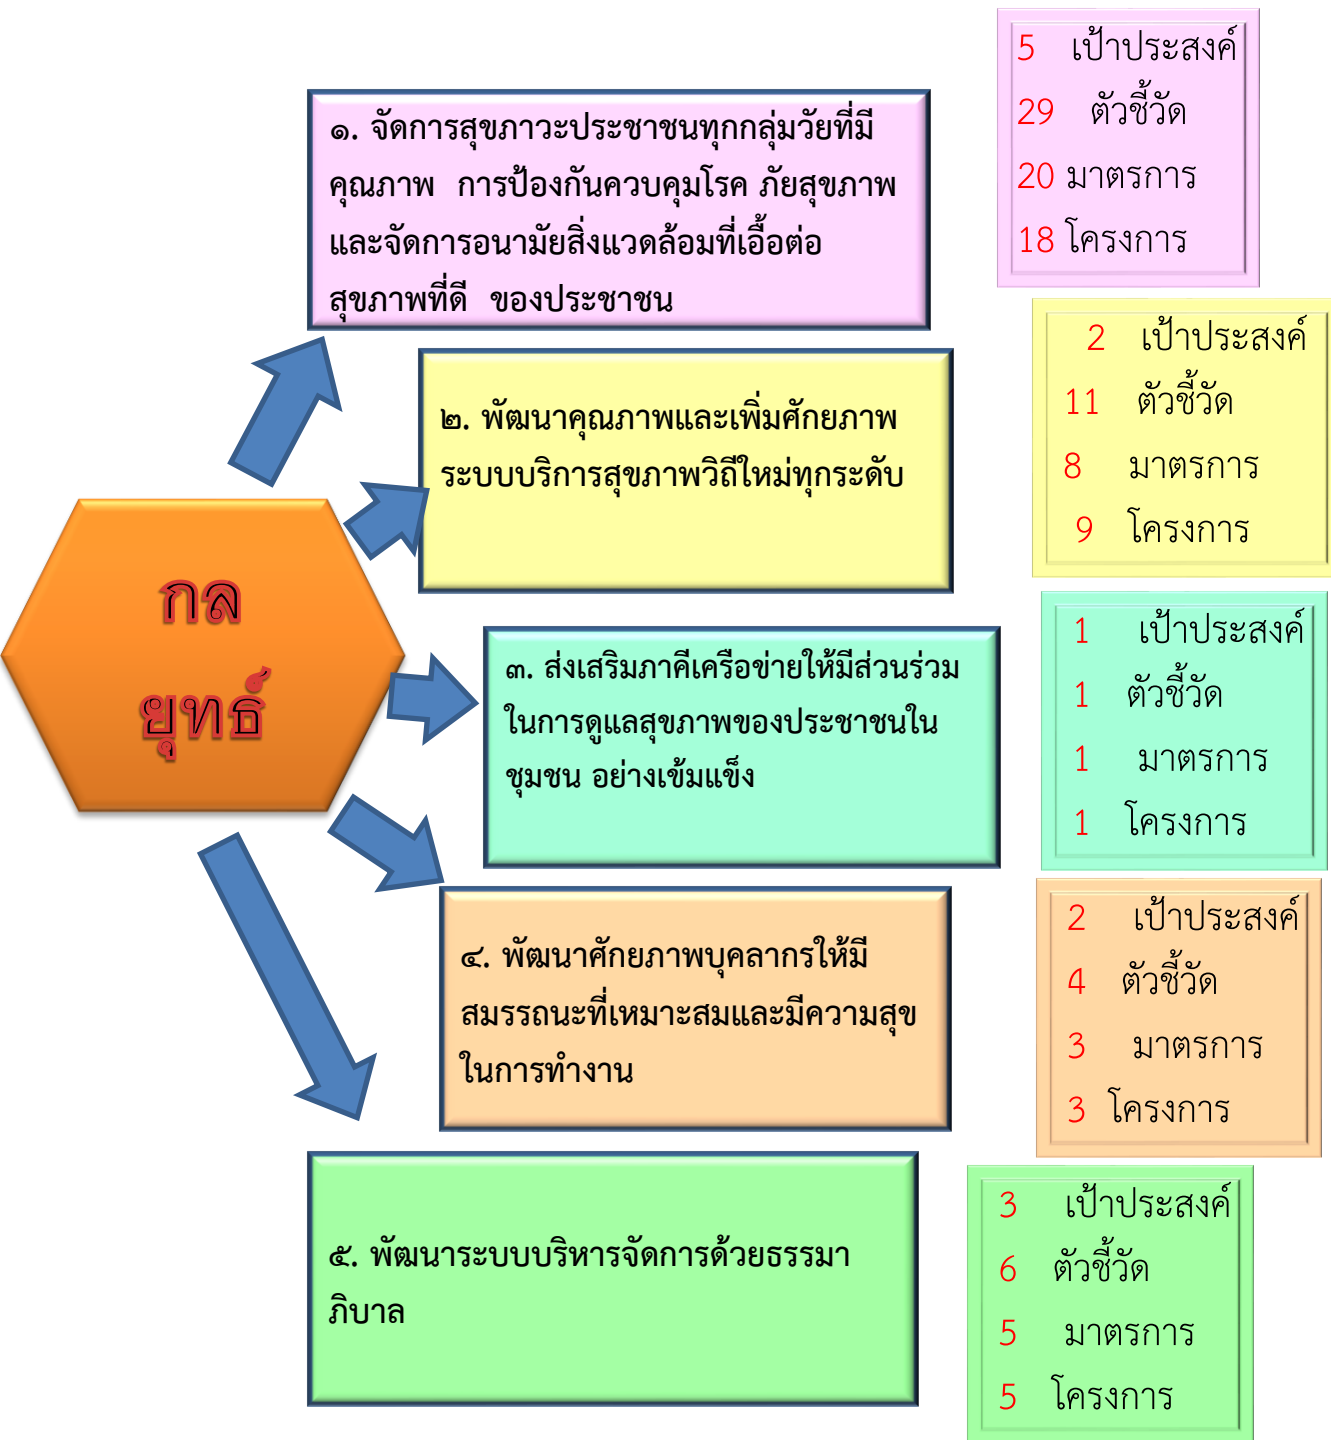 กล
ยุทธ์
๑. จัดการสุขภาวะประชาชนทุกกลุ่มวัยที่มี
คุณภาพ การป้องกันควบคุมโรค ภัยสุขภาพ
และจัดการอนามัยสิ่งแวดล้อมที่เอื้อต่อ
สุขภาพที่ดี ของประชาชน
5 เป้าประสงค์
29 ตัวชี้วัด
20 มาตรการ
18 โครงการ
๒. พัฒนาคุณภาพและเพิ่มศักยภาพ
ระบบบริการสุขภาพวิถีใหม่ทุกระดับ
2 เป้าประสงค์
11 ตัวชี้วัด
8 มาตรการ
9 โครงการ
๓. ส่งเสริมภาคีเครือข่ายให้มีส่วนร่วม
ในการดูแลสุขภาพของประชาชนใน
ชุมชน อย่างเข้มแข็ง
1 เป้าประสงค์
1 ตัวชี้วัด
1 มาตรการ
1 โครงการ
๔. พัฒนาศักยภาพบุคลากรให้มี
สมรรถนะที่เหมาะสมและมีความสุข
ในการทำงาน
2 เป้าประสงค์
4 ตัวชี้วัด
3 มาตรการ
3 โครงการ
๕. พัฒนาระบบบริหารจัดการด้วยธรรมา
ภิบาล
3 เป้าประสงค์
6 ตัวชี้วัด
5 มาตรการ
5 โครงการ